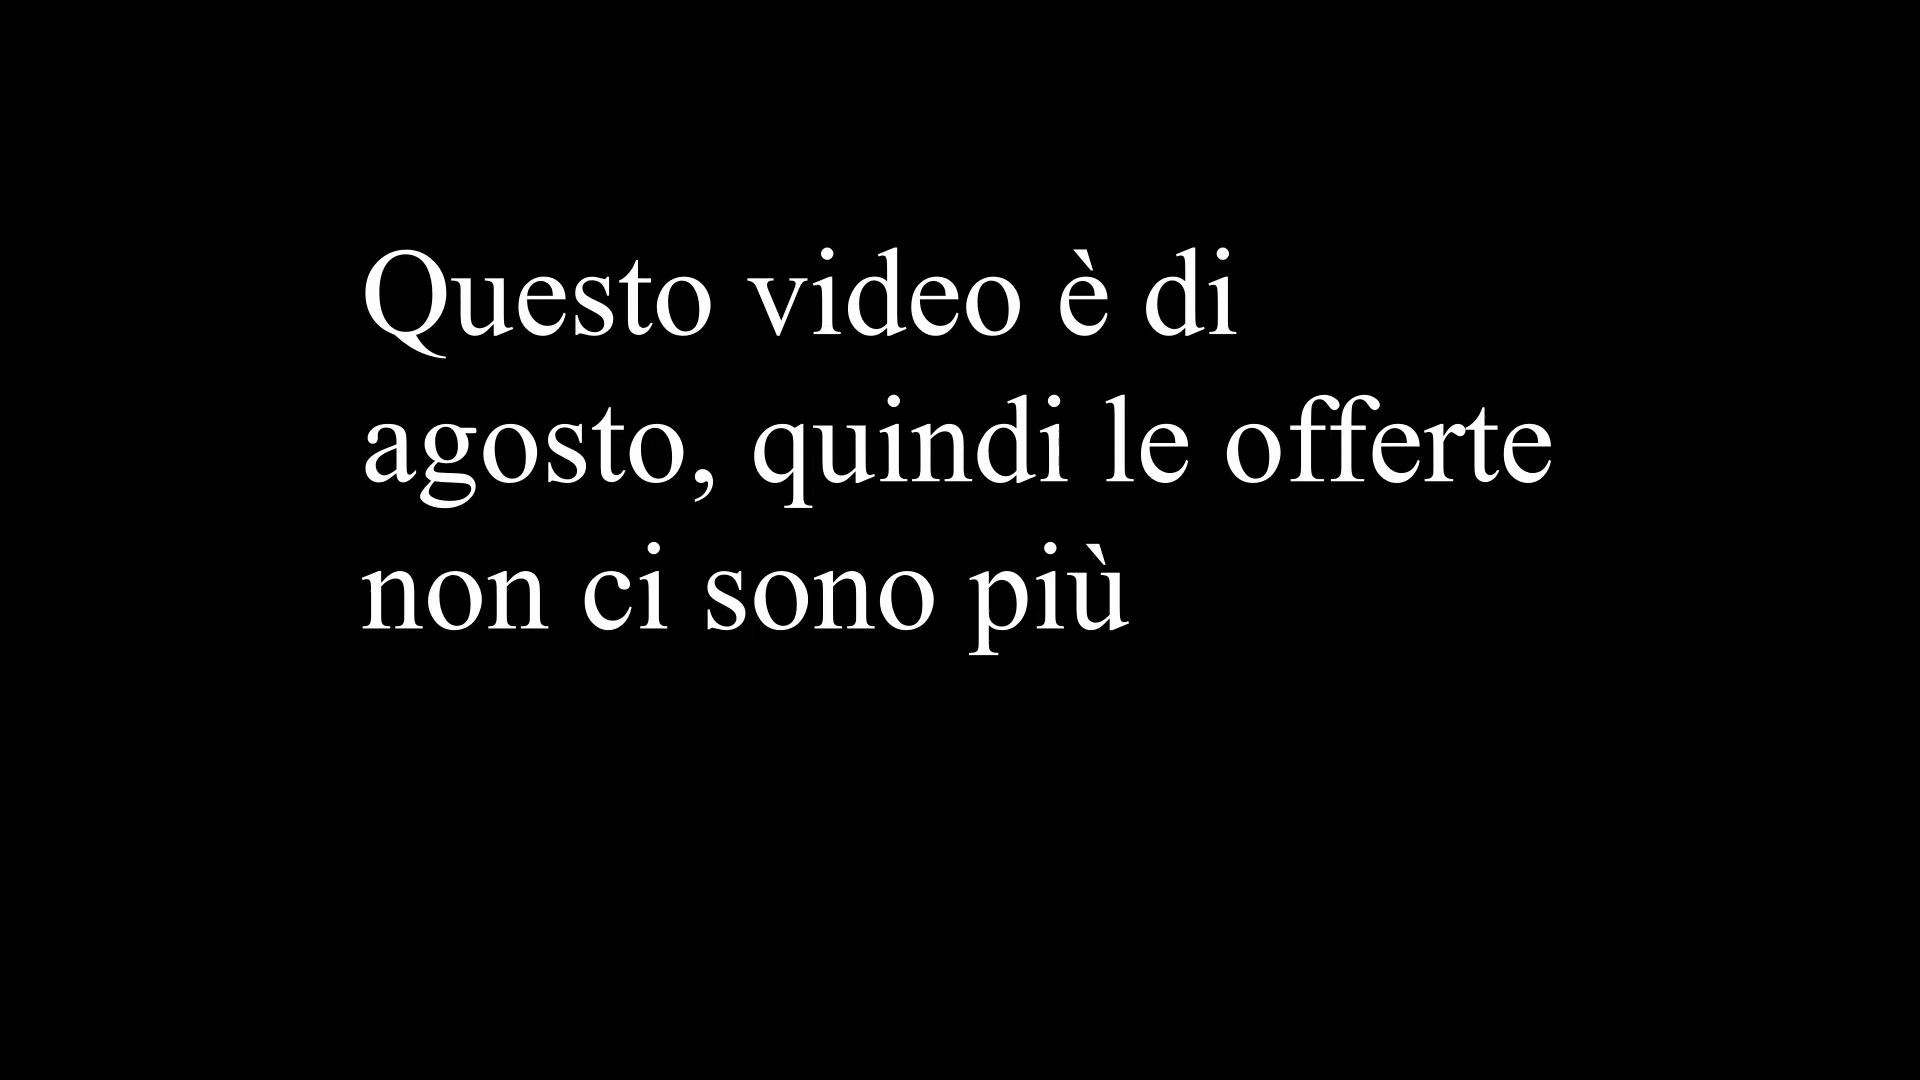 Questo video è di
agosto, quindi le offerte
non ci sono più